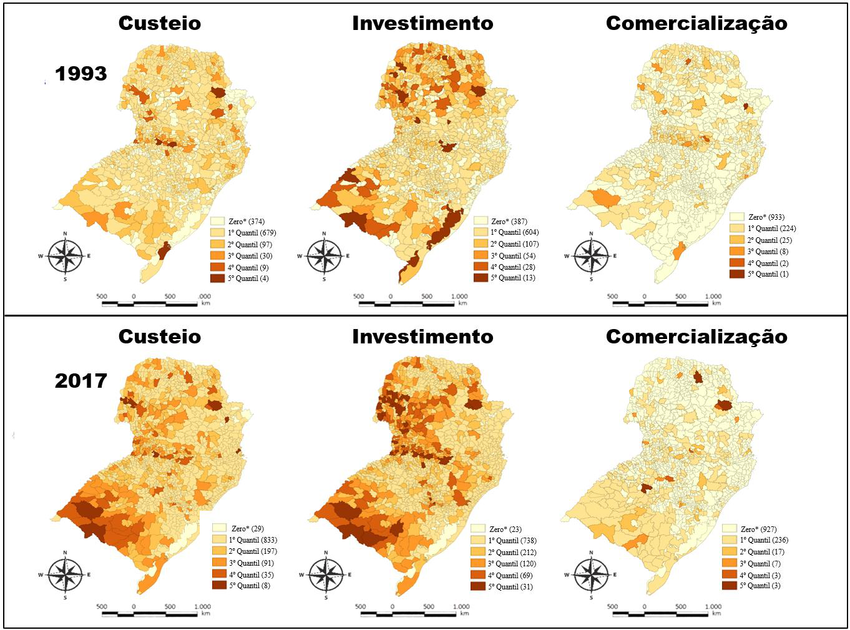 Custeio Investimento Comercialização
1993
Zero* (374)
1° Quantil (679)
2° Quantil (97)
3° Quantil (30)
4° Quantil (9)
5° Quantil (4)
N
W E
S
500 0 500 1.000
km
Zero* (387)
1° Quantil (604)
2° Quantil (107)
3° Quantil (54)
4° Quantil (28)
5° Quantil (13)
N
W E
S
500 0 500 1.000
km
Zero* (933)
1° Quantil (224)
2° Quantil (25)
3° Quantil (8)
4° Quantil (2)
5° Quantil (1)
N
W E
S
500 0 500 1.000
km
Custeio Investimento Comercialização
2017
Zero* (29)
1° Quantil (833)
2° Quantil (197)
3° Quantil (91)
4° Quantil (35)
5° Quantil (8)
N
W E
S
500 0 500 1.000
km
Zero* (23)
1° Quantil (738)
2° Quantil (212)
3° Quantil (120)
4° Quantil (69)
5° Quantil (31)
N
W E
S
500 0 500 1.000
km
Zero* (927)
1° Quantil (236)
2° Quantil (17)
3° Quantil (7)
4° Quantil (3)
5° Quantil (3)
N
W E
S
500 0 500 1.000
km